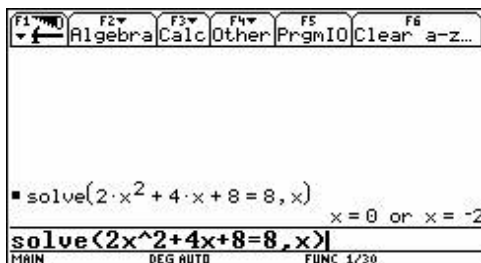 F1 F2 Algebra F3 Calc F4 Other F5 PrgmIO F6 Clear a-z…
solve(2·x² + 4·x + 8 = 8, x)
x = 0 or x = -2
solve(2x^2+4x+8=8,x)
MAIN DEG AUTO FUNC 1/30